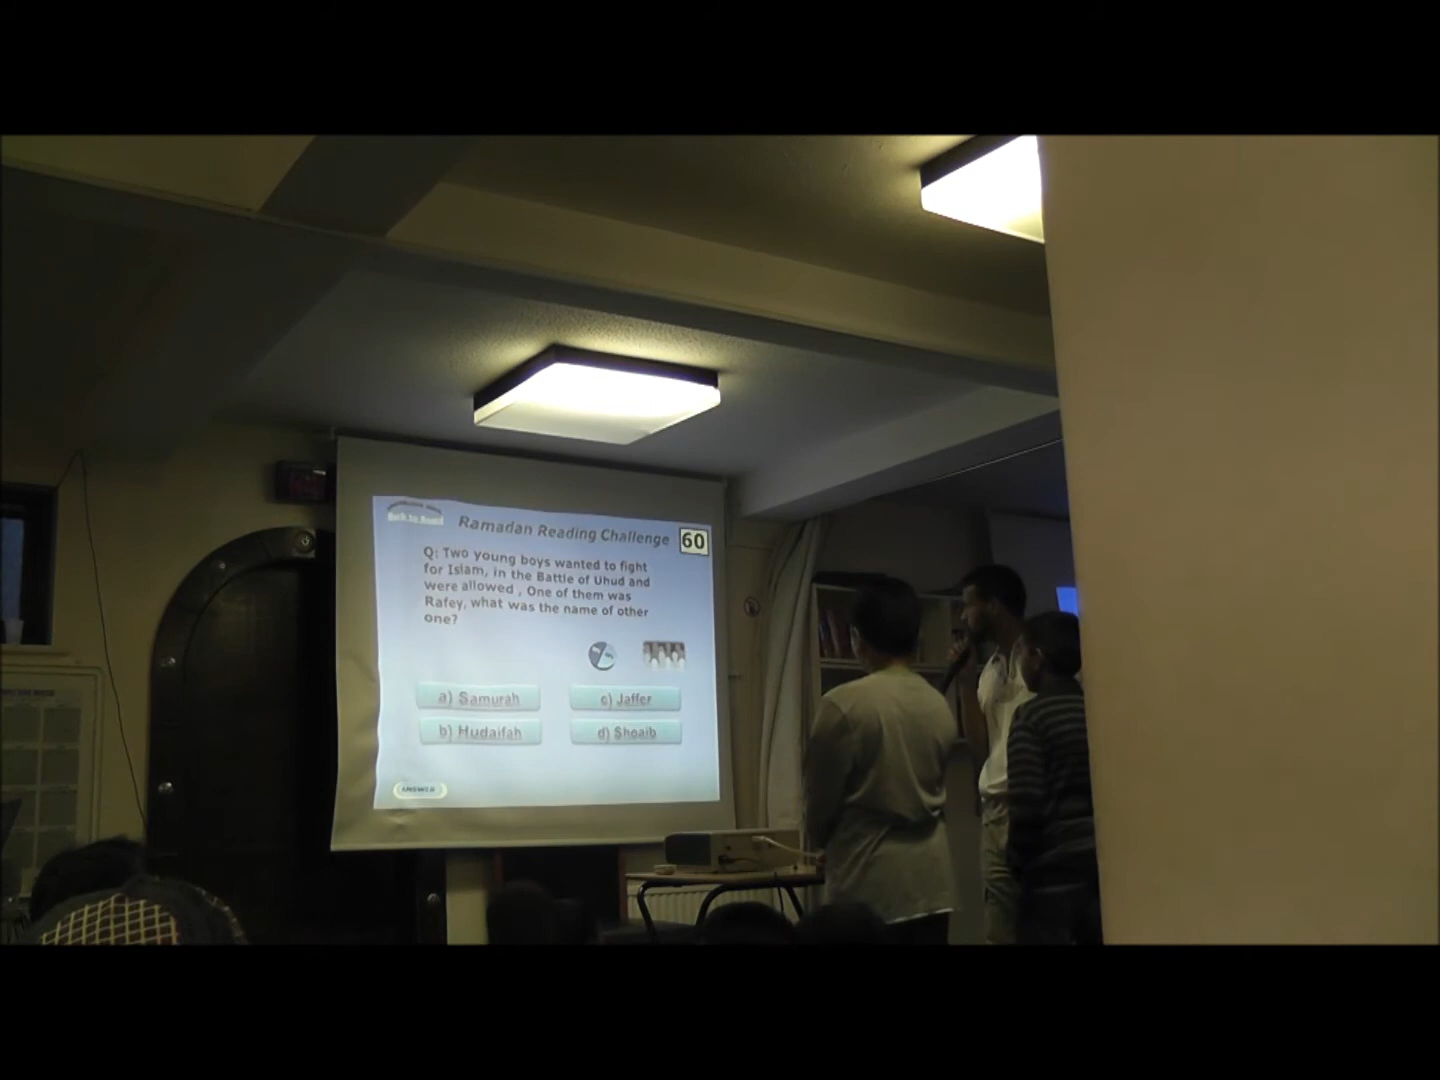 Back to Board
Ramadan Reading Challenge
60
Q: Two young boys wanted to fight
for Islam, in the Battle of Uhud and
were allowed , One of them was
Rafey, what was the name of other
one?
a) Samurah
c) Jaffer
b) Hudaifah
d) Shoaib
ANSWER